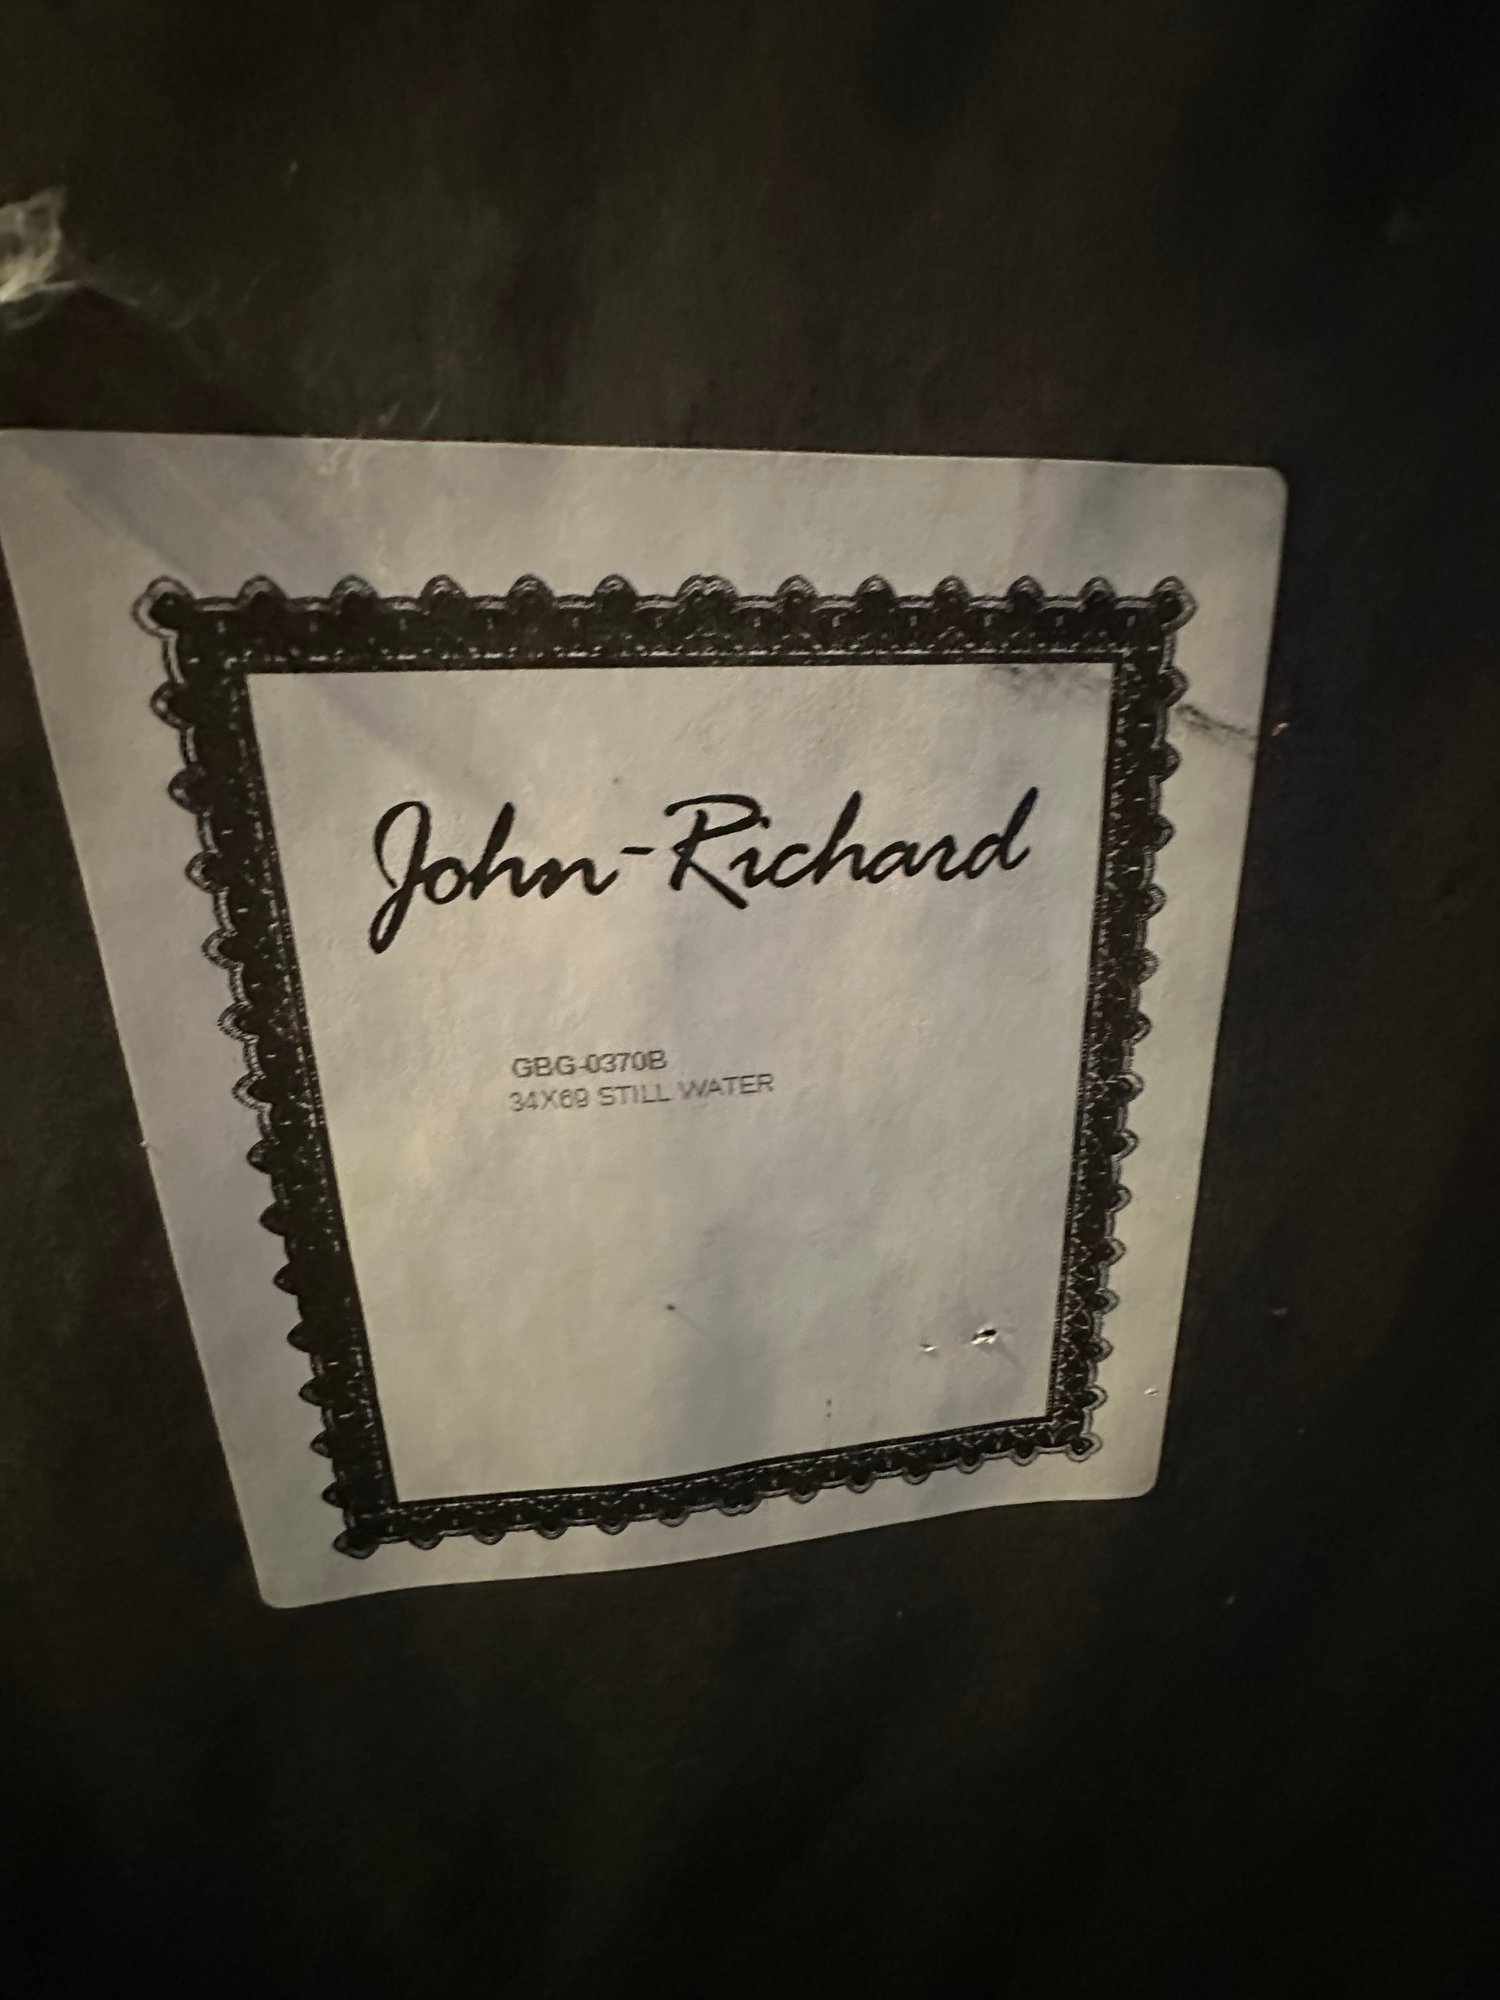 John-Richard
GBG-0370B
34X69 STILL WATER